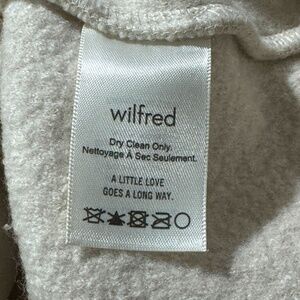 wilfred
Dry Clean Only.
Nettoyage À Sec Seulement.
A LITTLE LOVE
GOES A LONG WAY.